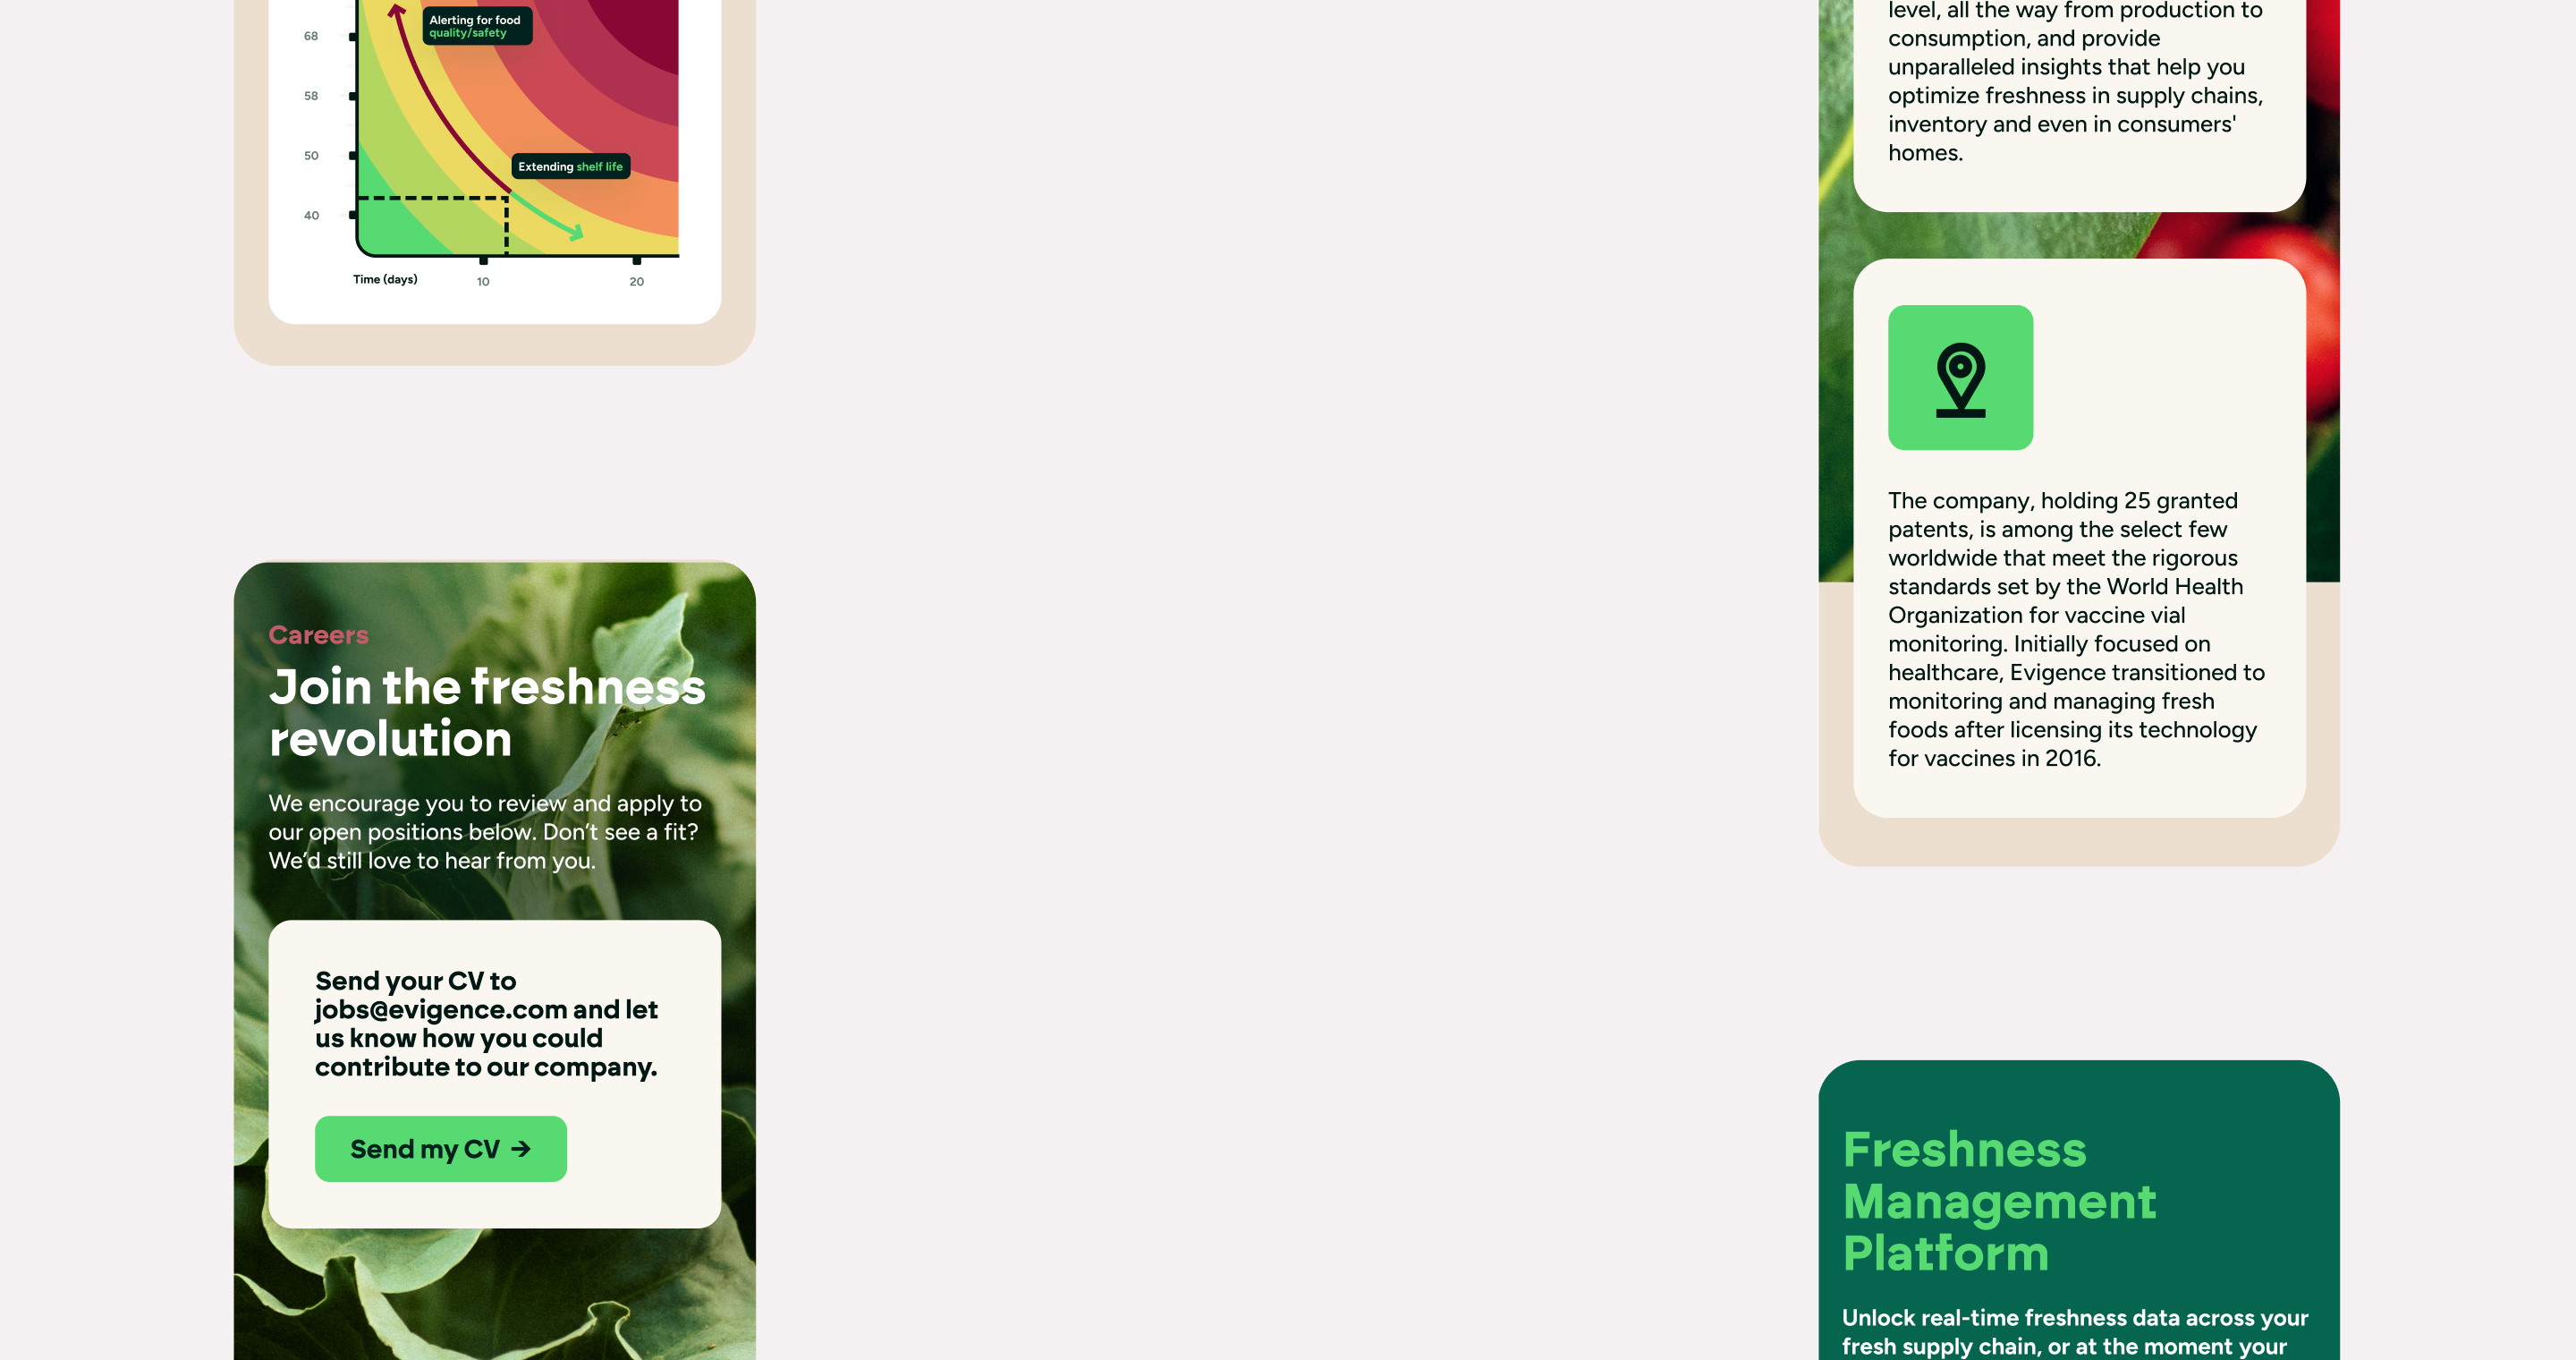 Alerting for food
quality/safety
68
58
50
40
Extending shelf life
Time (days)
10
20
Careers
Join the freshness
revolution
We encourage you to review and apply to
our open positions below. Don’t see a fit?
We’d still love to hear from you.
Send your CV to
jobs@evigence.com and let
us know how you could
contribute to our company.
Send my CV →
level, all the way from production to
consumption, and provide
unparalleled insights that help you
optimize freshness in supply chains,
inventory and even in consumers'
homes.
The company, holding 25 granted
patents, is among the select few
worldwide that meet the rigorous
standards set by the World Health
Organization for vaccine vial
monitoring. Initially focused on
healthcare, Evigence transitioned to
monitoring and managing fresh
foods after licensing its technology
for vaccines in 2016.
Freshness
Management
Platform
Unlock real-time freshness data across your
fresh supply chain, or at the moment your